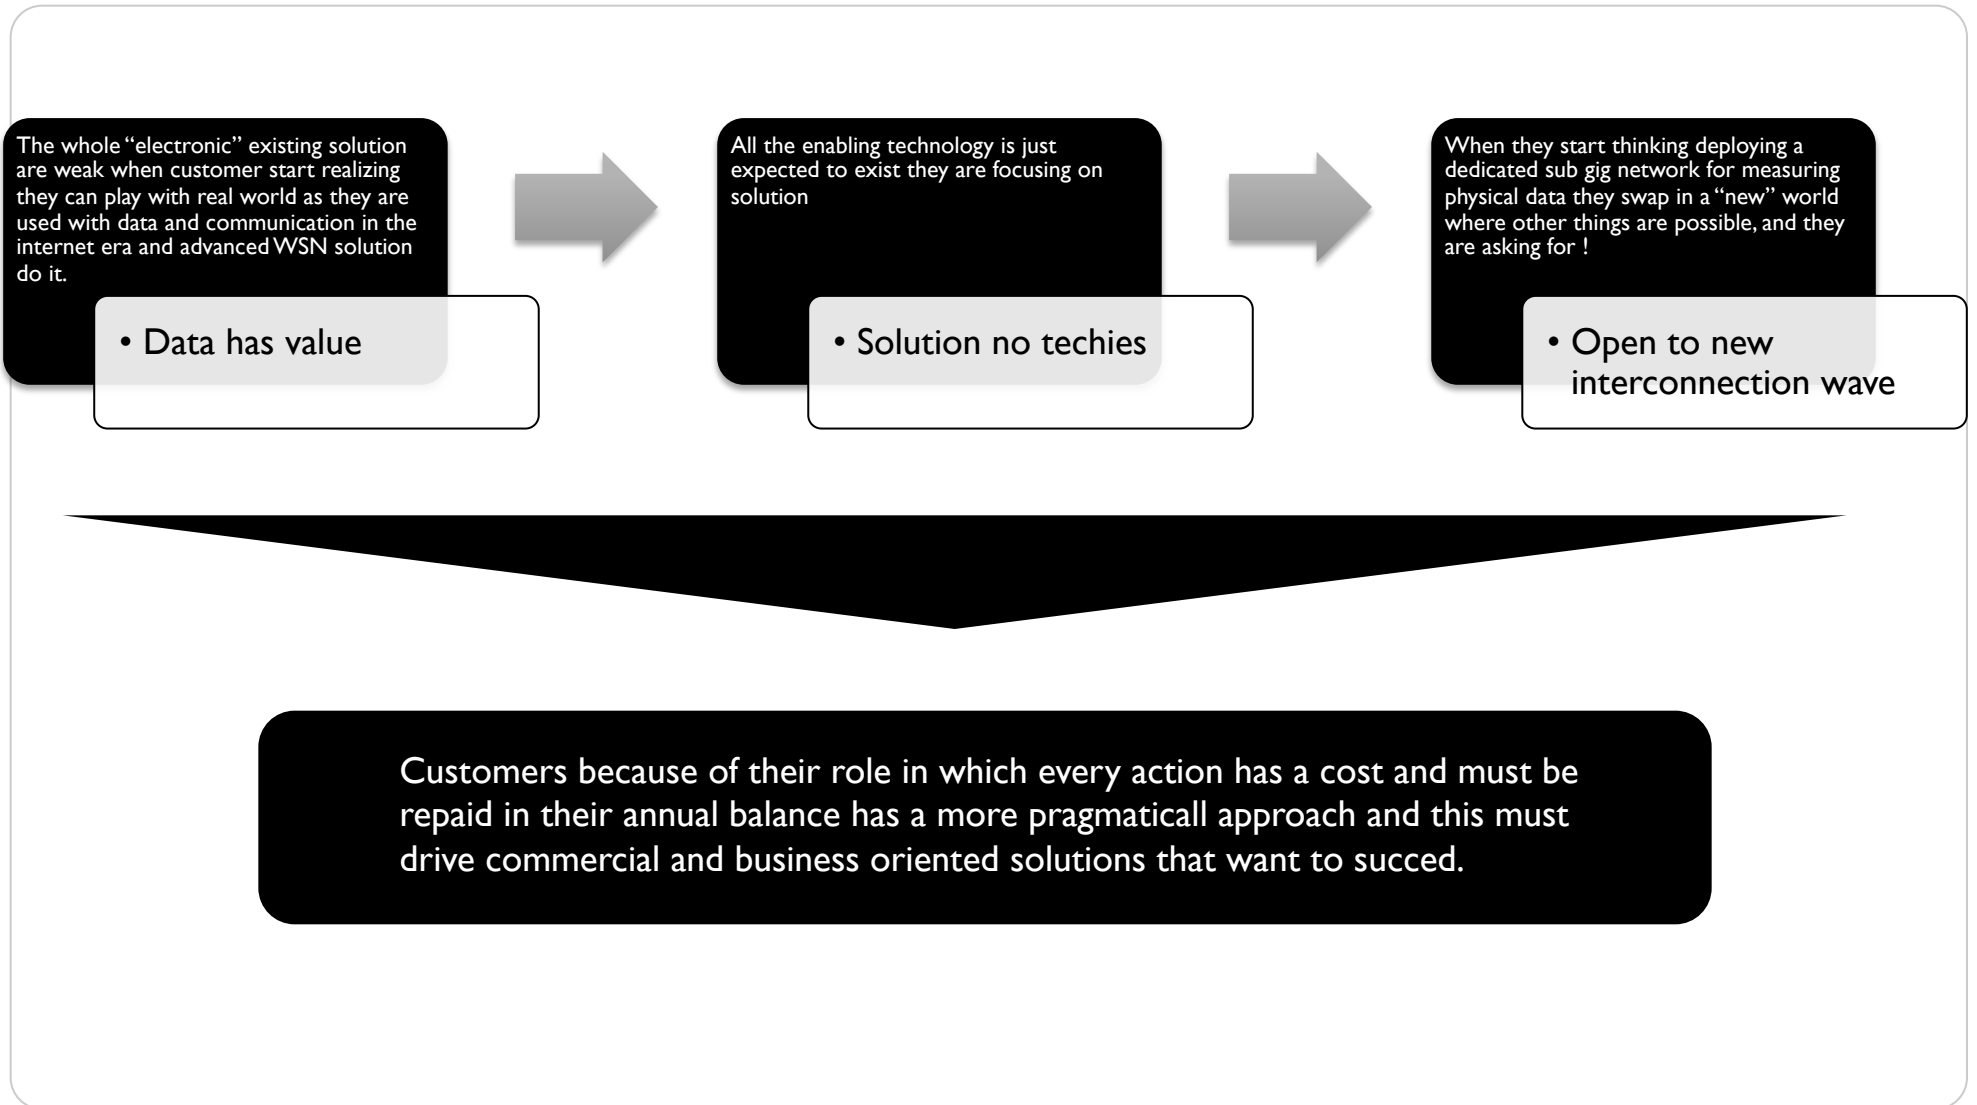 The whole “electronic” existing solution
are weak when customer start realizing
they can play with real world as they are
used with data and communication in the
internet era and advanced WSN solution
do it.
• Data has value
All the enabling technology is just
expected to exist they are focusing on
solution
• Solution no techies
When they start thinking deploying a
dedicated sub gig network for measuring
physical data they swap in a “new” world
where other things are possible, and they
are asking for !
• Open to new
interconnection wave
Customers because of their role in which every action has a cost and must be
repaid in their annual balance has a more pragmaticall approach and this must
drive commercial and business oriented solutions that want to succed.